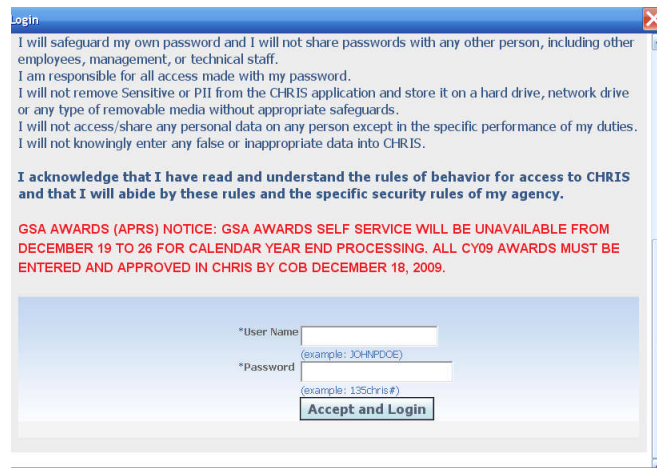 Login
I will safeguard my own password and I will not share passwords with any other person, including other
employees, management, or technical staff.
I am responsible for all access made with my password.
I will not remove Sensitive or PII from the CHRIS application and store it on a hard drive, network drive
or any type of removable media without appropriate safeguards.
I will not access/share any personal data on any person except in the specific performance of my duties.
I will not knowingly enter any false or inappropriate data into CHRIS.
I acknowledge that I have read and understand the rules of behavior for access to CHRIS
and that I will abide by these rules and the specific security rules of my agency.
GSA AWARDS (APRS) NOTICE: GSA AWARDS SELF SERVICE WILL BE UNAVAILABLE FROM
DECEMBER 19 TO 26 FOR CALENDAR YEAR END PROCESSING. ALL CY09 AWARDS MUST BE
ENTERED AND APPROVED IN CHRIS BY COB DECEMBER 18, 2009.
*User Name
(example: JOHNPDOE)
*Password
(example: 135chris#)
Accept and Login